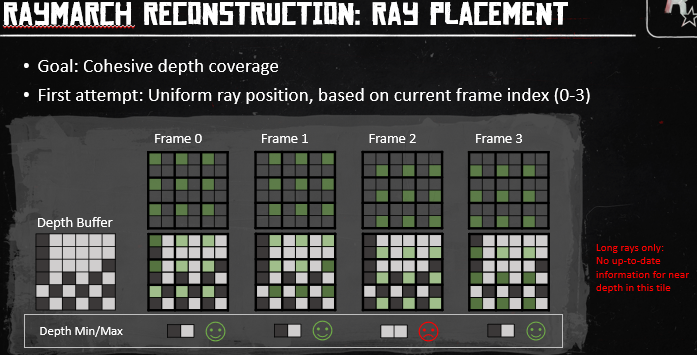 RAYMARCH RECONSTRUCTION: RAY PLACEMENT
• Goal: Cohesive depth coverage
• First attempt: Uniform ray position, based on current frame index (0-3)
Frame 0 Frame 1 Frame 2 Frame 3
Depth Buffer
Long rays only:
No up-to-date
information for near
depth in this tile
Depth Min/Max